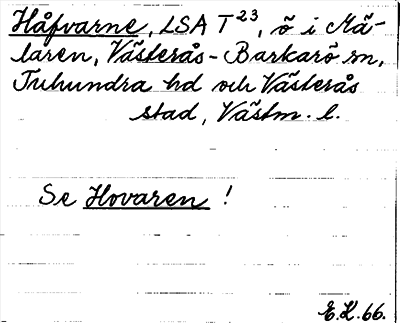 Håfvarne, LSA T²³, ö i Mä-
laren, Västerås-Barkarö sn,
Tuhundra hd och Västerås
stad, Västm. l.
Se Hovaren !
E.K. 66.